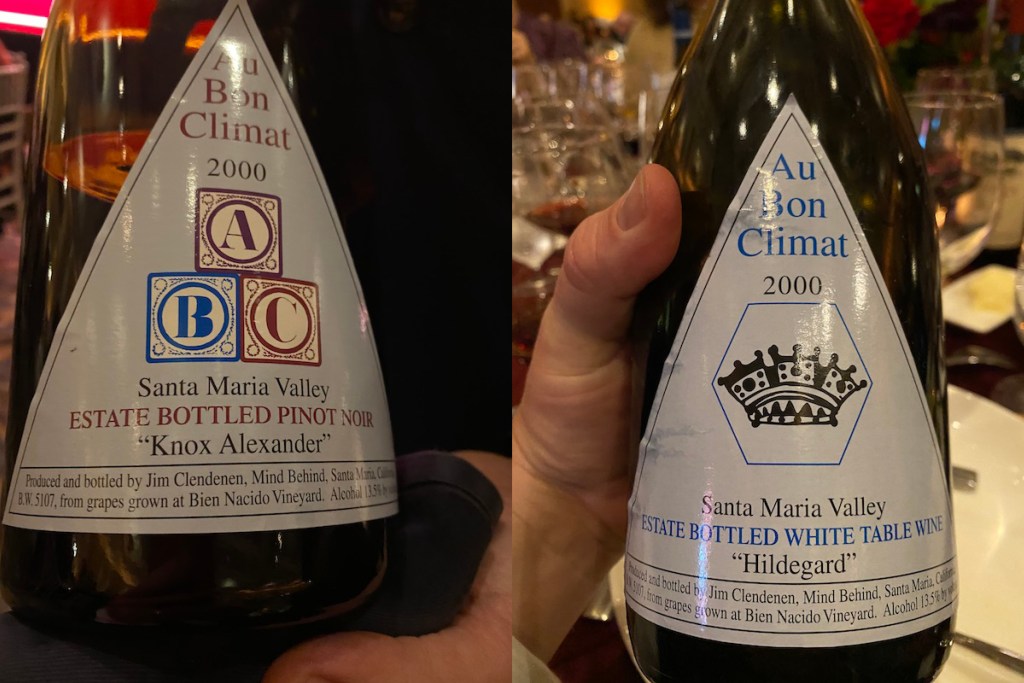 Au
Bon
Climat
2000
A
B C
Santa Maria Valley
ESTATE BOTTLED PINOT NOIR
“Knox Alexander”
Produced and bottled by Jim Clendenen, Mind Behind, Santa Maria,
B.W. 5107, from grapes grown at Bien Nacido Vineyard. Alcohol 13.5%
Au
Bon
Climat
2000
Santa Maria Valley
ESTATE BOTTLED WHITE TABLE WINE
“Hildegard”
Produced and bottled by Jim Clendenen, Mind Behind, Santa Maria,
5107, from grapes grown at Bien Nacido Vineyard. Alcohol 13.5% by